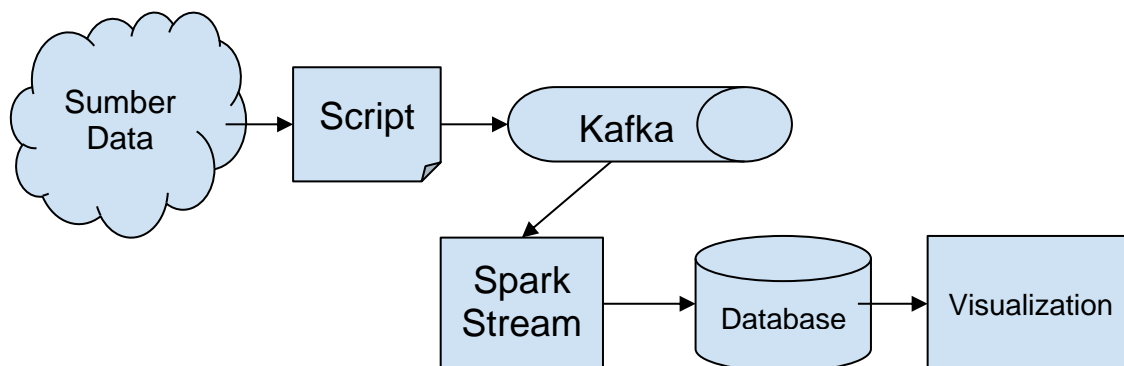 Sumber
Data
Script
Kafka
Spark
Stream
Database
Visualization